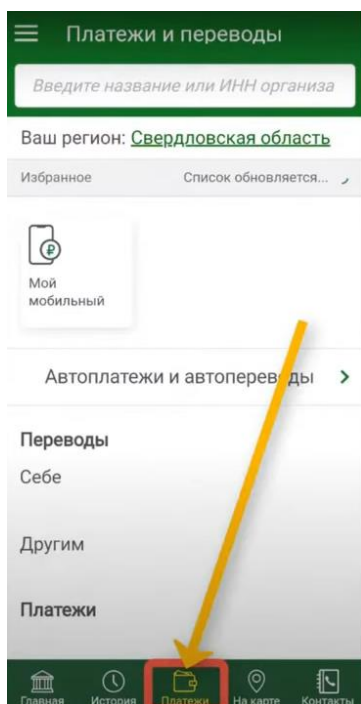 Платежи и переводы
Введите название или ИНН организа
Ваш регион: Свердловская область
Избранное Список обновляется...
Мой
мобильный
Автоплатежи и автопереводы
Переводы
Себе
Другим
Платежи
Главная История Платежи На карте Контакты